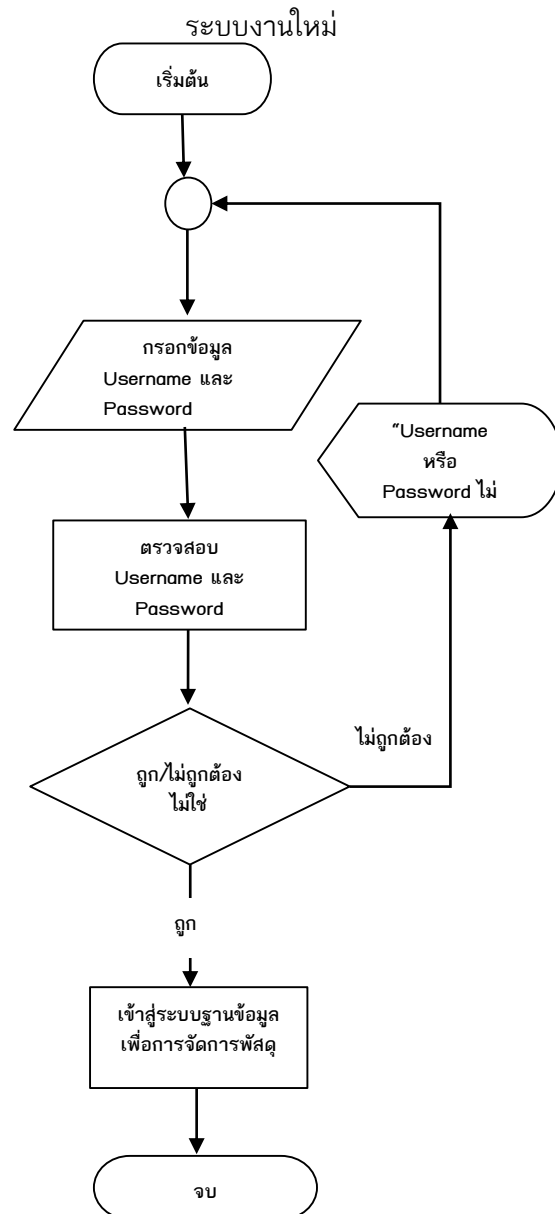 ระบบงานใหม่
เริ่มต้น
กรอกข้อมูล
Username และ
Password
"Username
หรือ
Password ไม่
ตรวจสอบ
Username และ
Password
ไม่ถูกต้อง
ถูก/ไม่ถูกต้อง
ไม่ใช่
ถูก
เข้าสู่ระบบฐานข้อมูล
เพื่อการจัดการพัสดุ
จบ